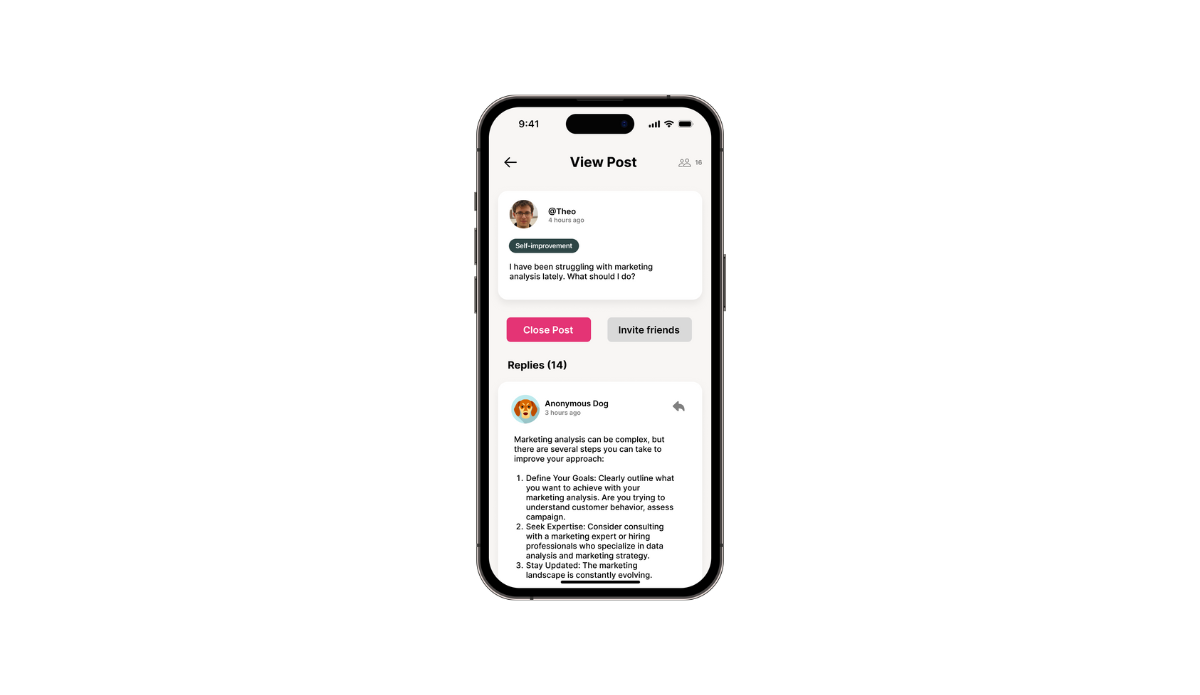 9:41
View Post
16
@Theo
4 hours ago
Self-improvement
I have been struggling with marketing
analysis lately. What should I do?
Close Post
Invite friends
Replies (14)
Anonymous Dog
3 hours ago
Marketing analysis can be complex, but
there are several steps you can take to
improve your approach:
1. Define Your Goals: Clearly outline what
you want to achieve with your
marketing analysis. Are you trying to
understand customer behavior, assess
campaign.
2. Seek Expertise: Consider consulting
with a marketing expert or hiring
professionals who specialize in data
analysis and marketing strategy.
3. Stay Updated: The marketing
landscape is constantly evolving.